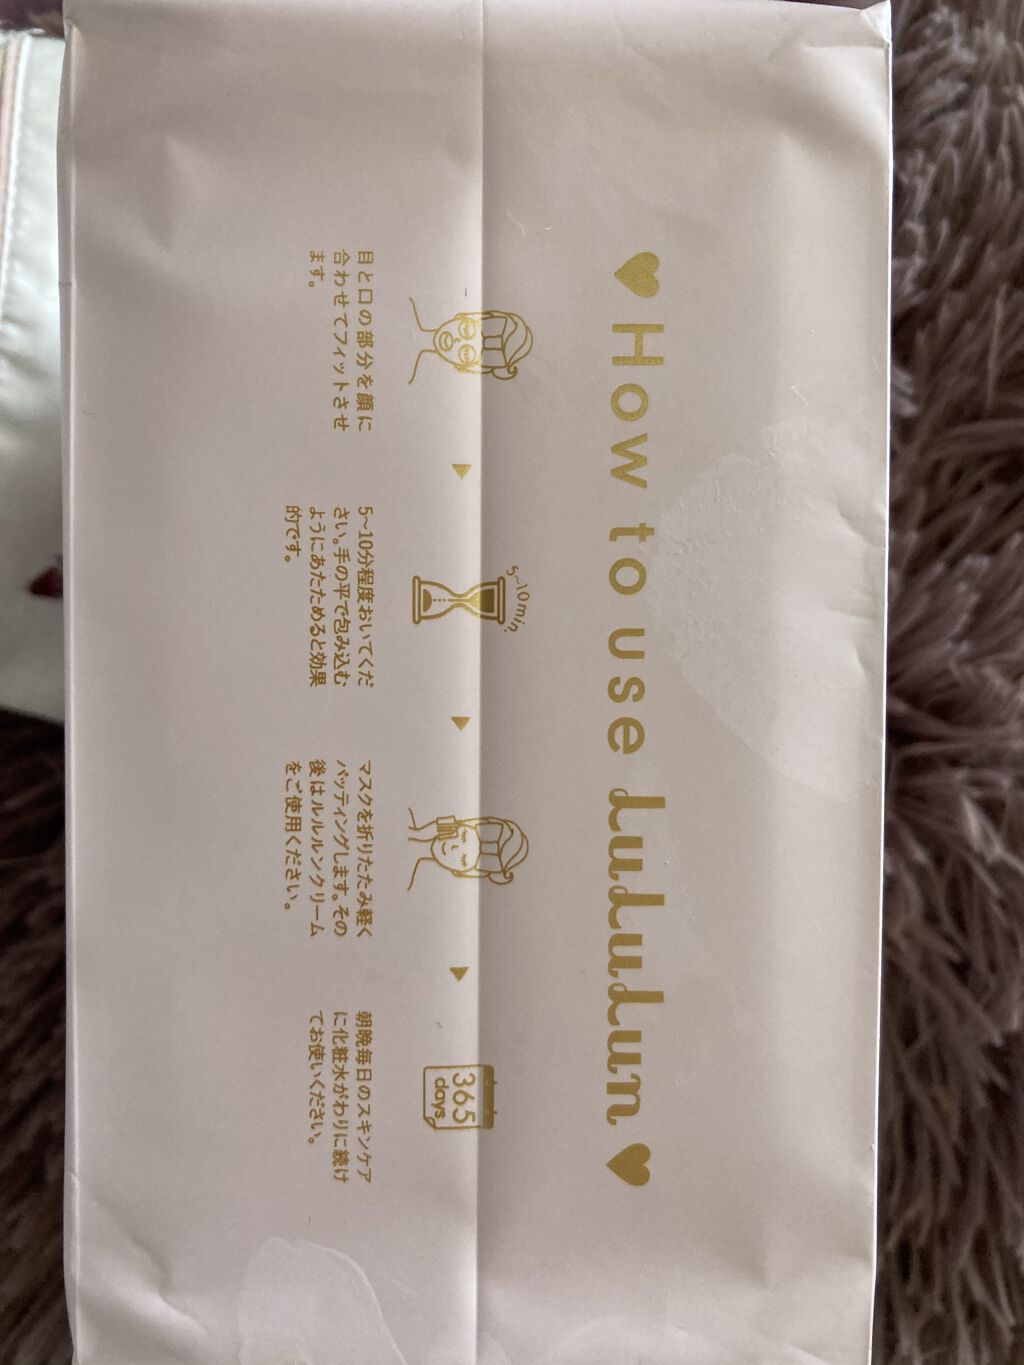 ♥ How to use lululun ♥
目と口の部分を顔に
合わせてフィットさせ
ます。
5~10min.
5~10分程度おいてくだ
さい。手の平で包み込む
ようにあたためると効果
的です。
マスクを折りたたみ軽く
パッティングします。その
後はルルルンクリーム
をご使用ください。
365
days
朝晩毎日のスキンケア
に化粧水がわりに続け
てお使いください。